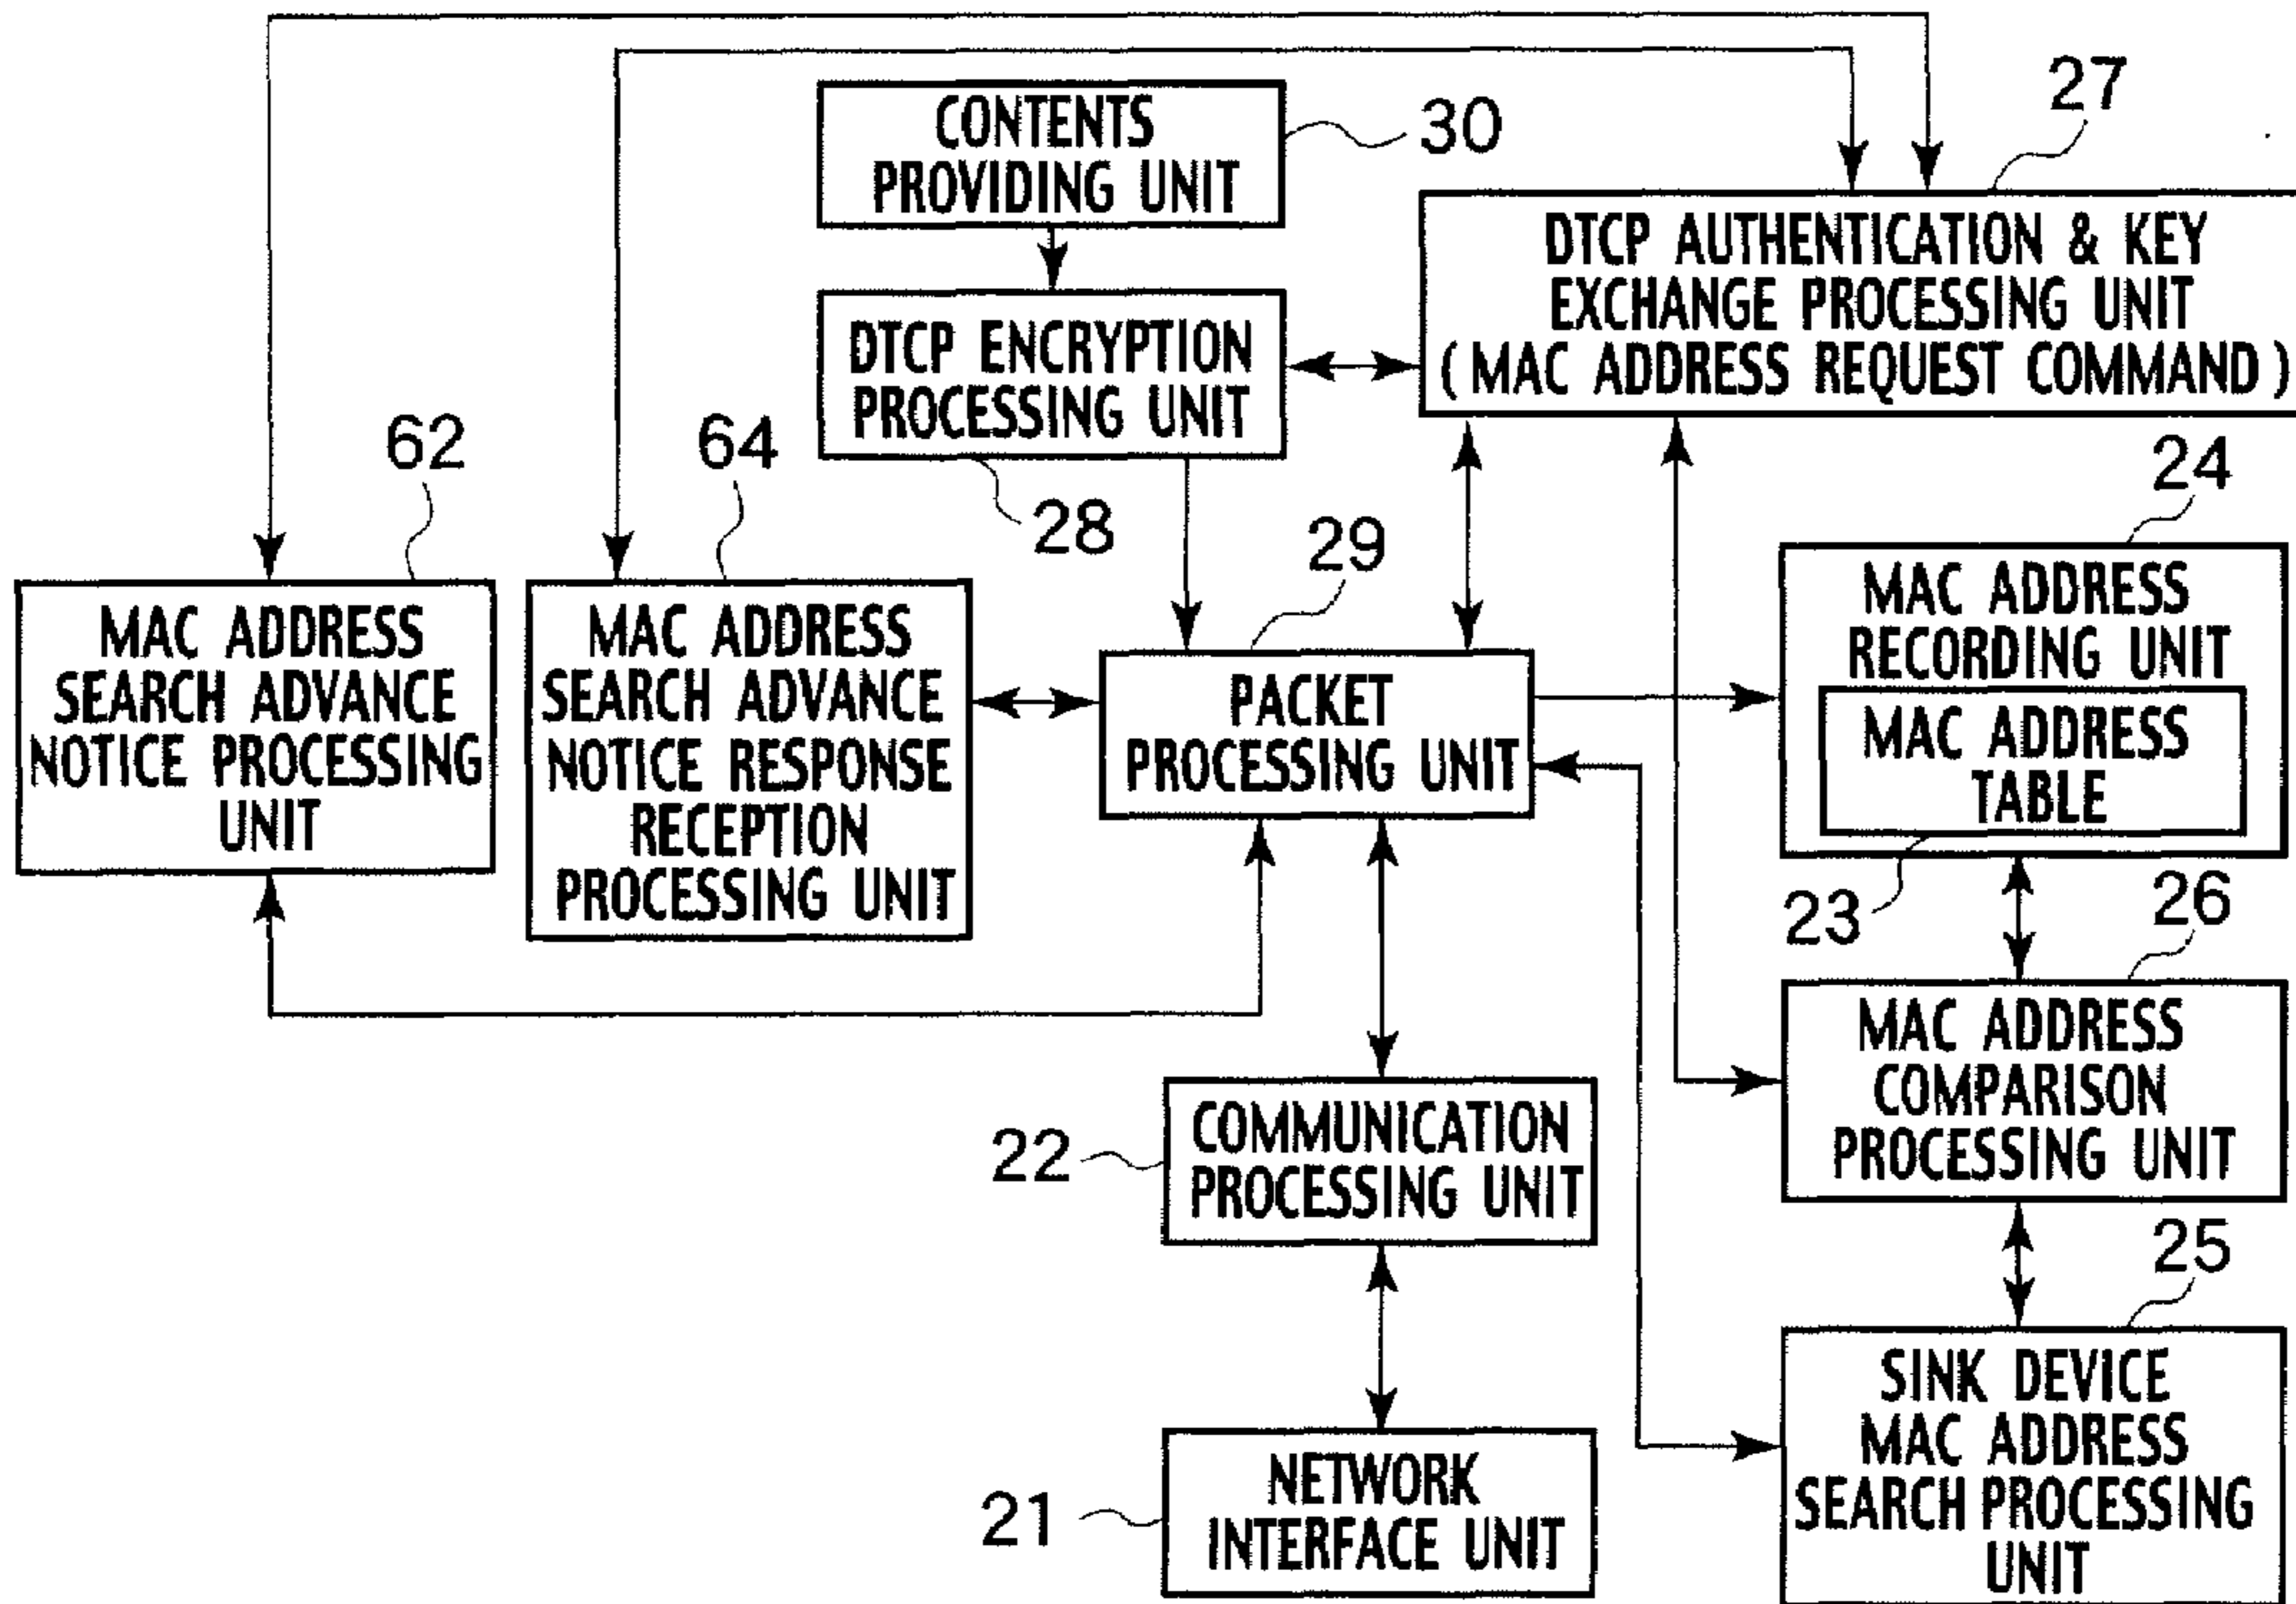 CONTENTS
PROVIDING UNIT
30
27
DTCP AUTHENTICATION & KEY
EXCHANGE PROCESSING UNIT
( MAC ADDRESS REQUEST COMMAND )
DTCP ENCRYPTION
PROCESSING UNIT
28
62
MAC ADDRESS
SEARCH ADVANCE
NOTICE PROCESSING
UNIT
64
MAC ADDRESS
SEARCH ADVANCE
NOTICE RESPONSE
RECEPTION
PROCESSING UNIT
29
PACKET
PROCESSING UNIT
24
MAC ADDRESS
RECORDING UNIT
MAC ADDRESS
TABLE
23
26
MAC ADDRESS
COMPARISON
PROCESSING UNIT
22
COMMUNICATION
PROCESSING UNIT
25
SINK DEVICE
MAC ADDRESS
SEARCH PROCESSING
UNIT
21
NETWORK
INTERFACE UNIT